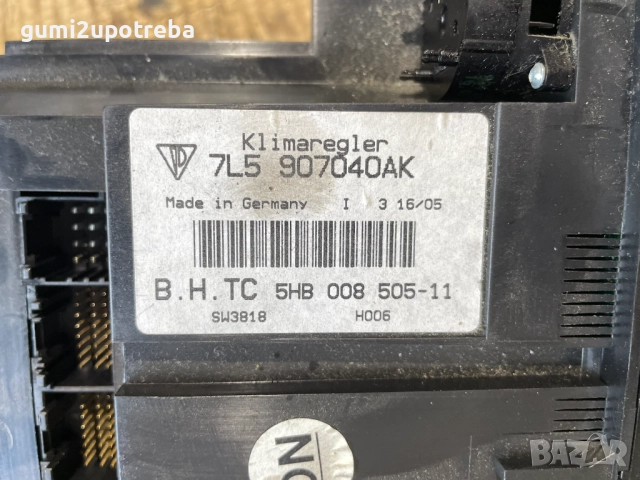 gumi2upotreba
Klimaregler
7L5 907040AK
Made in Germany I 3 16/05
B.H.TC 5HB 008 505-11
SW3818 H006
BAZAR